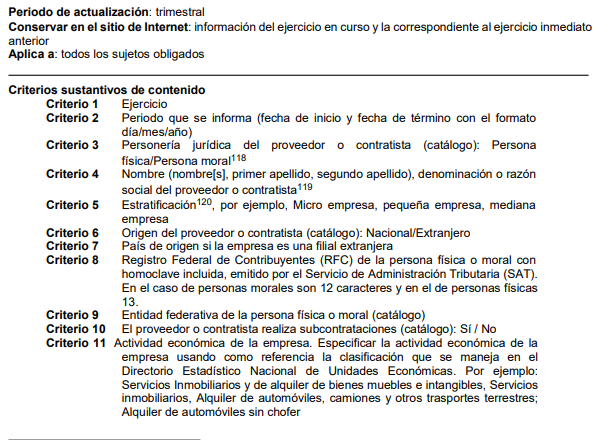 Periodo de actualización: trimestral
Conservar en el sitio de Internet: información del ejercicio en curso y la correspondiente al ejercicio inmediato
anterior
Aplica a: todos los sujetos obligados
Criterios sustantivos de contenido
Criterio 1 Ejercicio
Criterio 2 Periodo que se informa (fecha de inicio y fecha de término con el formato
día/mes/año)
Criterio 3 Personería jurídica del proveedor o contratista (catálogo): Persona
física/Persona moral118
Criterio 4 Nombre (nombre[s], primer apellido, segundo apellido), denominación o razón
social del proveedor o contratista119
Criterio 5 Estratificación120, por ejemplo, Micro empresa, pequeña empresa, mediana
empresa
Criterio 6 Origen del proveedor o contratista (catálogo): Nacional/Extranjero
Criterio 7 País de origen si la empresa es una filial extranjera
Criterio 8 Registro Federal de Contribuyentes (RFC) de la persona física o moral con
homoclave incluida, emitido por el Servicio de Administración Tributaria (SAT).
En el caso de personas morales son 12 caracteres y en el de personas físicas
13.
Criterio 9 Entidad federativa de la persona física o moral (catálogo)
Criterio 10 El proveedor o contratista realiza subcontrataciones (catálogo): Sí / No
Criterio 11 Actividad económica de la empresa. Especificar la actividad económica de la
empresa usando como referencia la clasificación que se maneja en el
Directorio Estadístico Nacional de Unidades Económicas. Por ejemplo:
Servicios Inmobiliarios y de alquiler de bienes muebles e intangibles, Servicios
inmobiliarios, Alquiler de automóviles, camiones y otros trasportes terrestres;
Alquiler de automóviles sin chofer